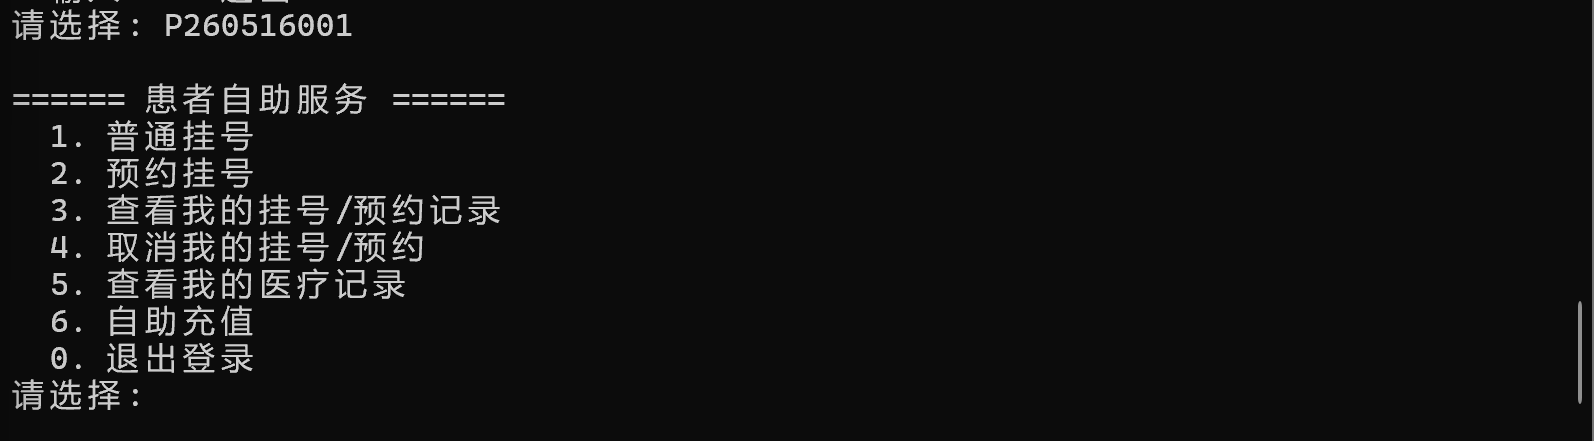 请选择: P260516001
====== 患者自助服务 ======
1. 普通挂号
2. 预约挂号
3. 查看我的挂号/预约记录
4. 取消我的挂号/预约
5. 查看我的医疗记录
6. 自助充值
0. 退出登录
请选择: